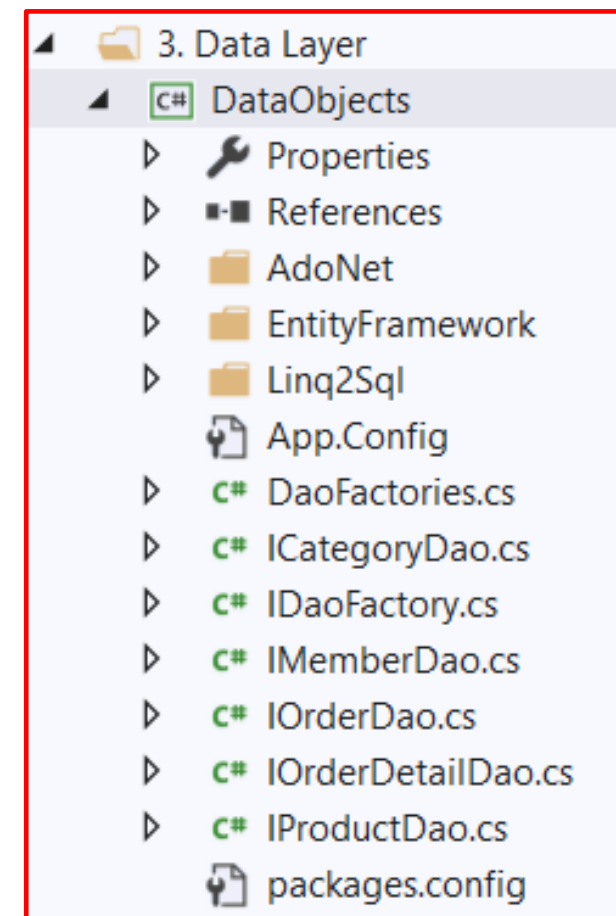 3. Data Layer
C# DataObjects
Properties
References
AdoNet
EntityFramework
Linq2Sql
App.Config
C# DaoFactories.cs
C# ICategoryDao.cs
C# IDaoFactory.cs
C# IMemberDao.cs
C# IOrderDao.cs
C# IOrderDetailDao.cs
C# IProductDao.cs
packages.config